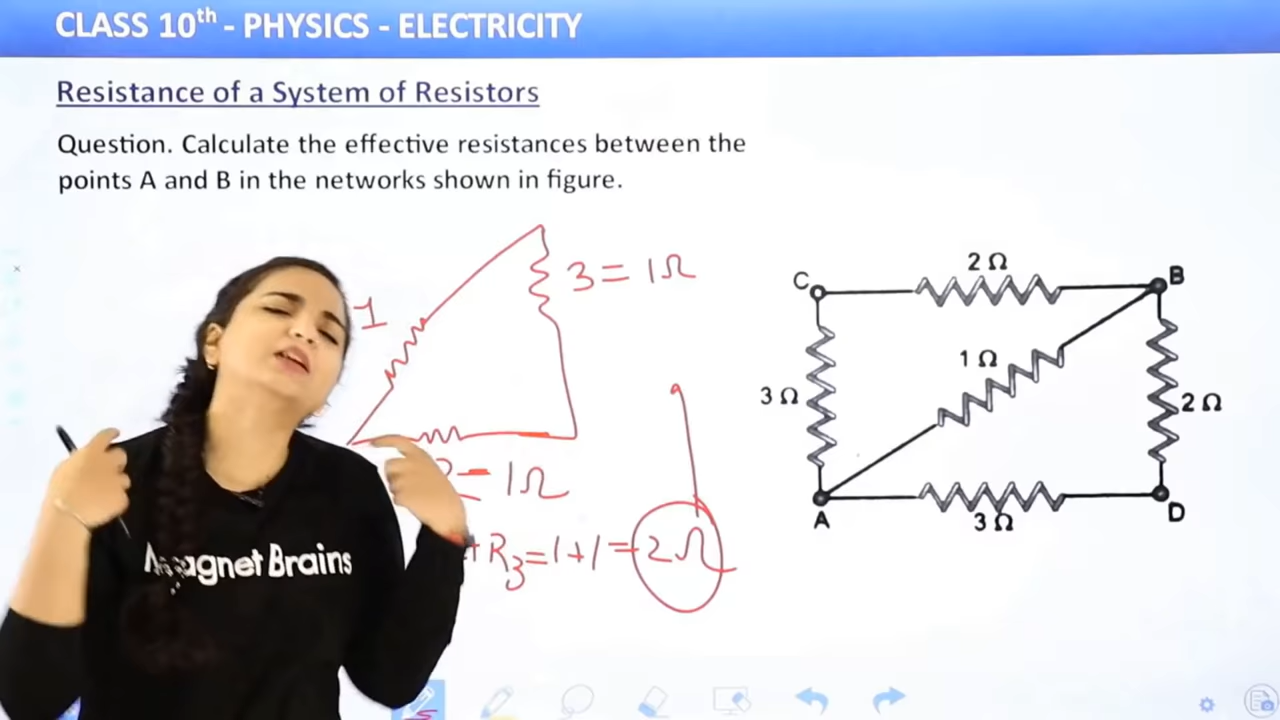 CLASS 10th - PHYSICS - ELECTRICITY
Resistance of a System of Resistors
Question. Calculate the effective resistances between the
points A and B in the networks shown in figure.
1
3 = 1Ω
= 1Ω
+ R3 = 1 + 1 = 2Ω
Magnet Brains
C
2 Ω
B
1 Ω
3 Ω
2 Ω
A
3 Ω
D